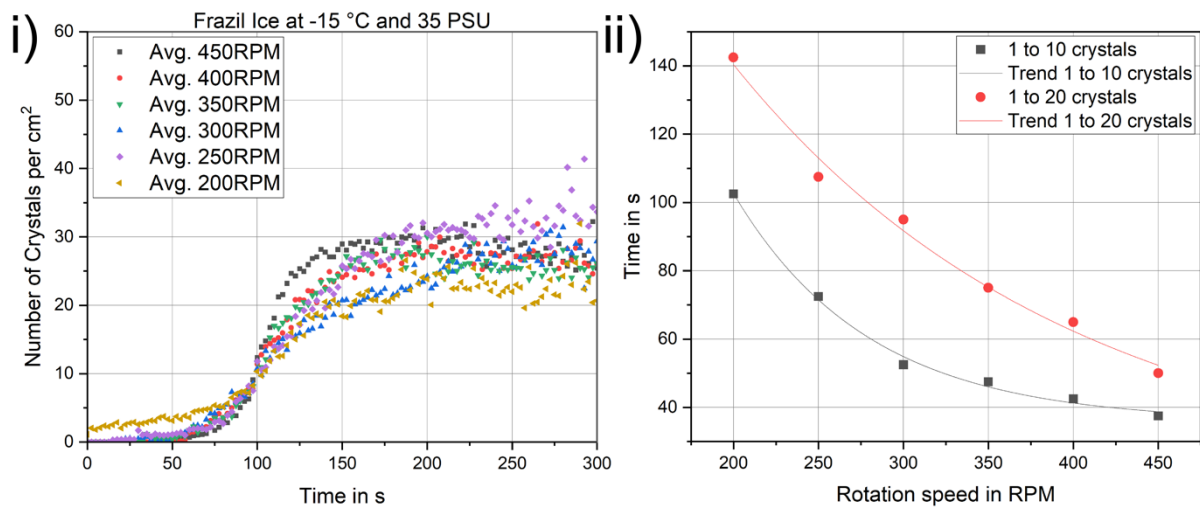 i)
Frazil Ice at -15 °C and 35 PSU
Number of Crystals per cm²
60
50
40
30
20
10
0
Avg. 450RPM
Avg. 400RPM
Avg. 350RPM
Avg. 300RPM
Avg. 250RPM
Avg. 200RPM
0 50 100 150 200 250 300
Time in s
ii)
Time in s
140
120
100
80
60
40
1 to 10 crystals
Trend 1 to 10 crystals
1 to 20 crystals
Trend 1 to 20 crystals
200 250 300 350 400 450
Rotation speed in RPM